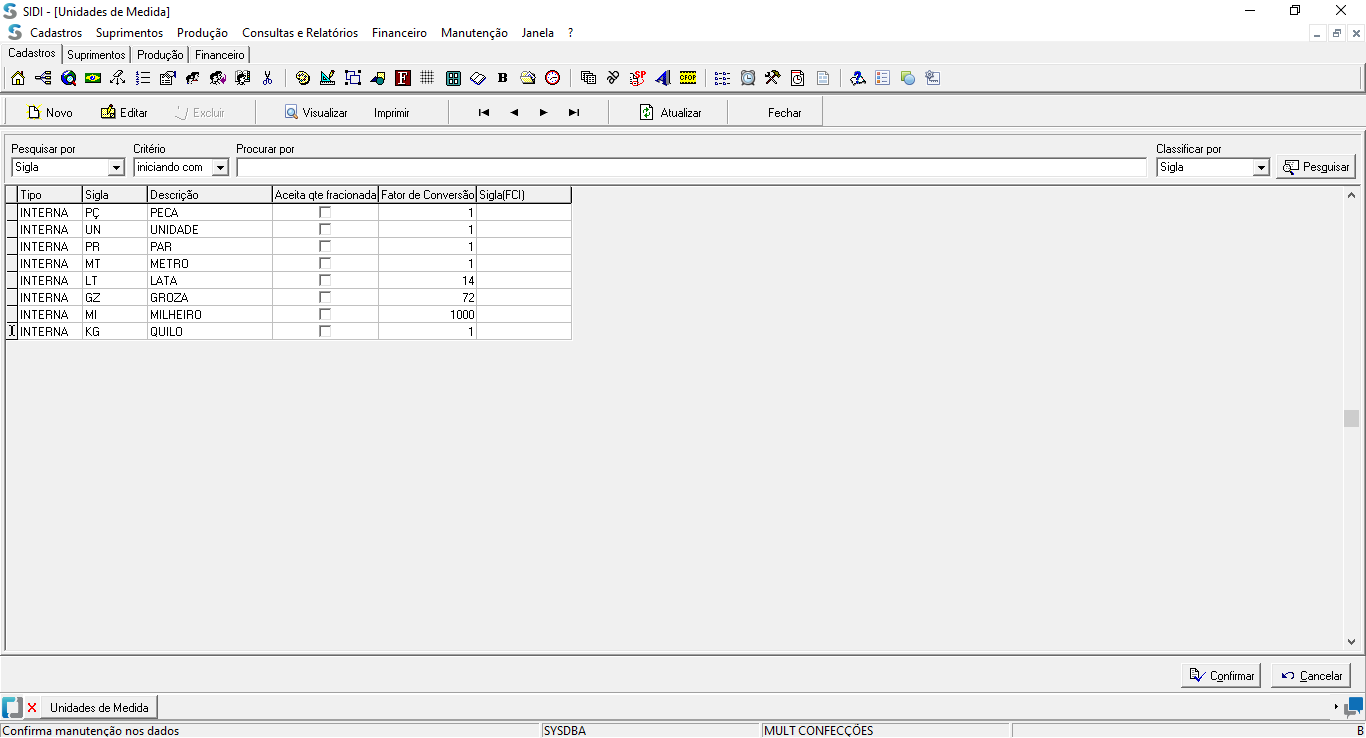 SIDI - [Unidades de Medida]
Cadastros Suprimentos Produção Consultas e Relatórios Financeiro Manutenção Janela ?
Cadastros Suprimentos Produção Financeiro
F B SP CFOP
Novo Editar Excluir Visualizar Imprimir Atualizar Fechar
Pesquisar por Critério Procurar por Classificar por
Sigla iniciando com Sigla Pesquisar
Tipo Sigla Descrição Aceita qte fracionada Fator de Conversão Sigla(FCI)
INTERNA PÇ PECA 1
INTERNA UN UNIDADE 1
INTERNA PR PAR 1
INTERNA MT METRO 1
INTERNA LT LATA 14
INTERNA GZ GROZA 72
INTERNA MI MILHEIRO 1000
INTERNA KG QUILO 1
Confirmar Cancelar
Unidades de Medida
Confirma manutenção nos dados SYSDBA MULT CONFECÇÕES B